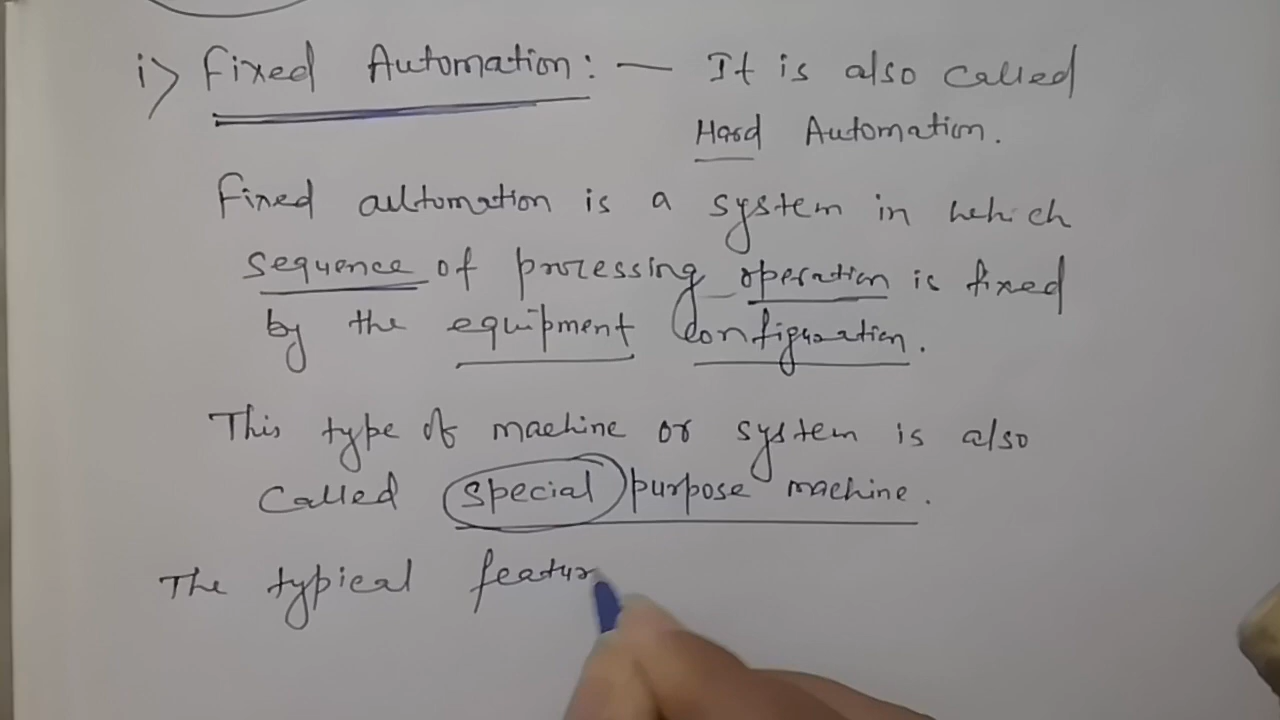 i) Fixed Automation: — It is also called
Hard Automation.
Fixed automation is a system in which
sequence of processing operation is fixed
by the equipment configuration.
This type of machine or system is also
called special purpose machine.
The typical featur